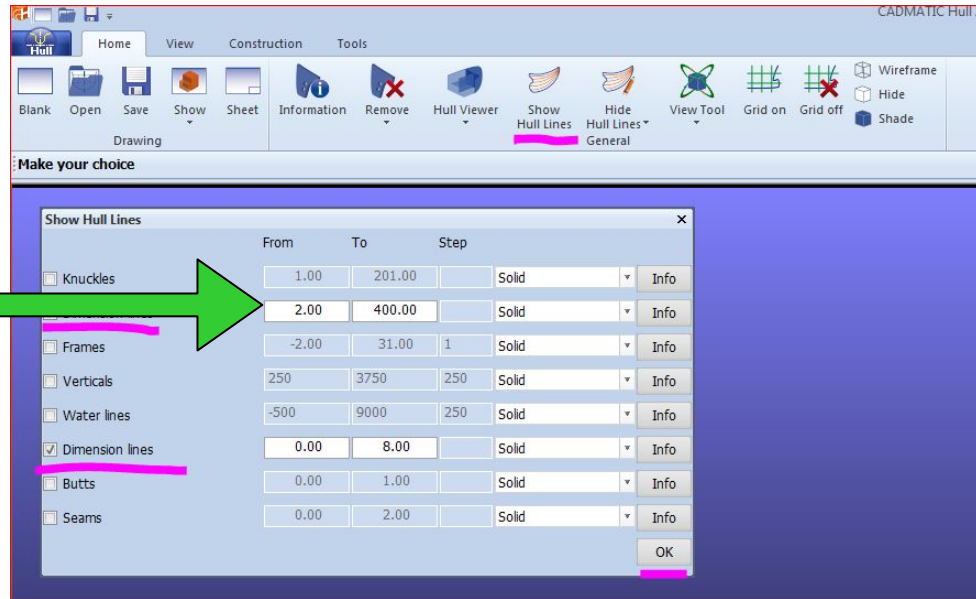 CADMATIC Hull
Hull
Home View Construction Tools
Blank Open Save Show Sheet Information Remove Hull Viewer Show Hull Lines Hide Hull Lines View Tool Grid on Grid off
Wireframe
Hide
Shade
Drawing General
Make your choice
Show Hull Lines
From To Step
Knuckles 1.00 201.00 Solid Info
2.00 400.00 Solid Info
Frames -2.00 31.00 1 Solid Info
Verticals 250 3750 250 Solid Info
Water lines -500 9000 250 Solid Info
Dimension lines 0.00 8.00 Solid Info
Butts 0.00 1.00 Solid Info
Seams 0.00 2.00 Solid Info
OK